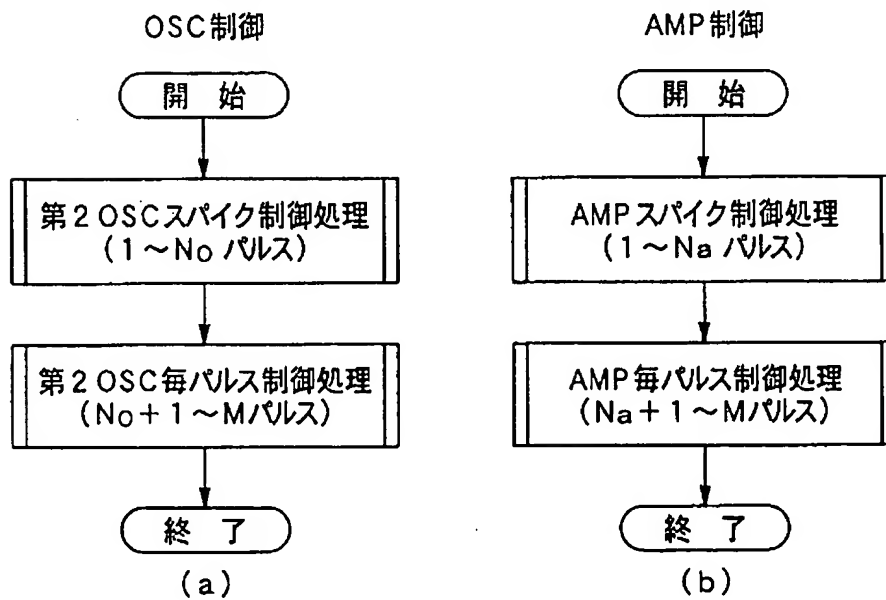 OSC制御
開 始
第2OSCスパイク制御処理
(1~No パルス)
第2OSC毎パルス制御処理
(No+1~Mパルス)
終 了
(a)
AMP制御
開 始
AMPスパイク制御処理
(1~Na パルス)
AMP毎パルス制御処理
(Na+1~Mパルス)
終 了
(b)